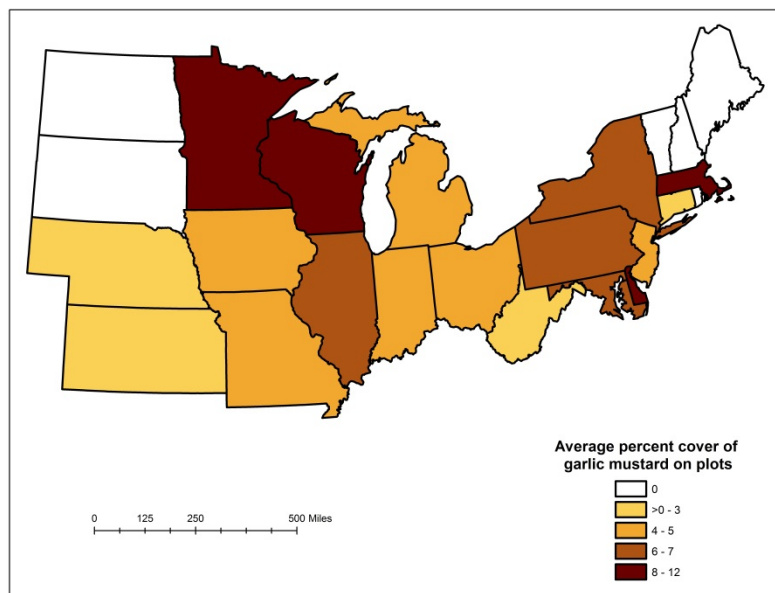 Average percent cover of
garlic mustard on plots
0
>0 - 3
4 - 5
6 - 7
8 - 12
0 125 250 500 Miles